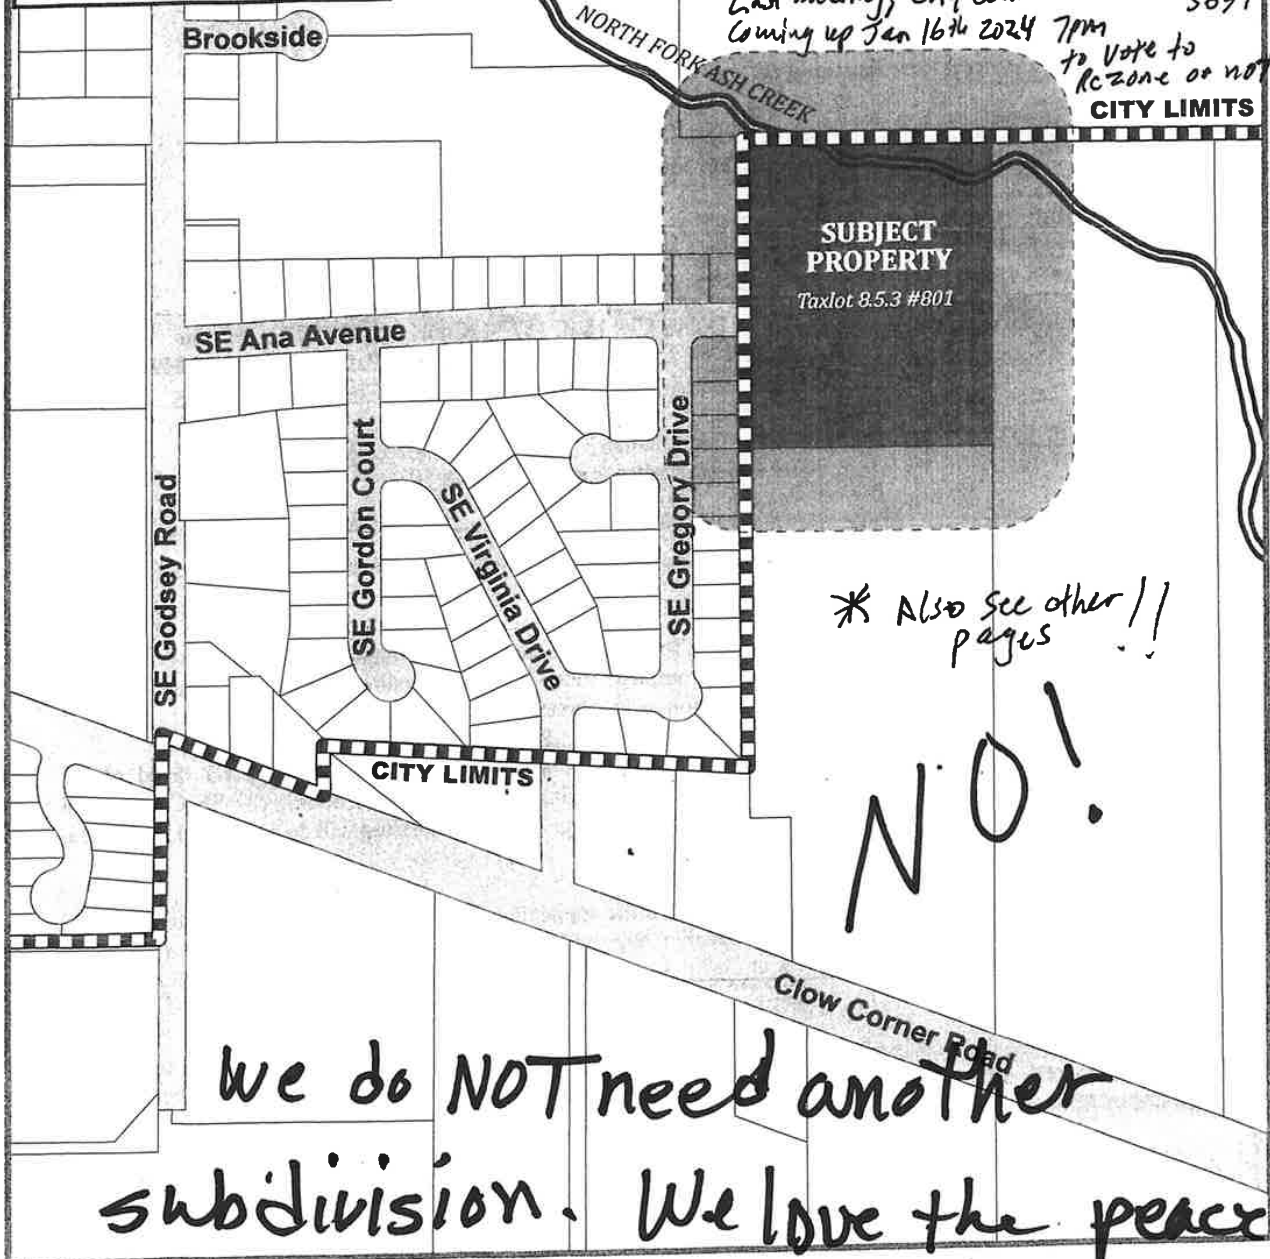 Last meeting, City
Coming up Jan 16th 2024 7pm
to Vote to
Rezone or not
Brookside
NORTH FORK ASH CREEK
CITY LIMITS
SUBJECT
PROPERTY
Taxlot 8.5.3 #801
SE Ana Avenue
SE Godsey Road
SE Gordon Court
SE Virginia Drive
SE Gregory Drive
* Also see other !!
pages
NO!
CITY LIMITS
Clow Corner Road
We do NOT need another
subdivision. We love the peace